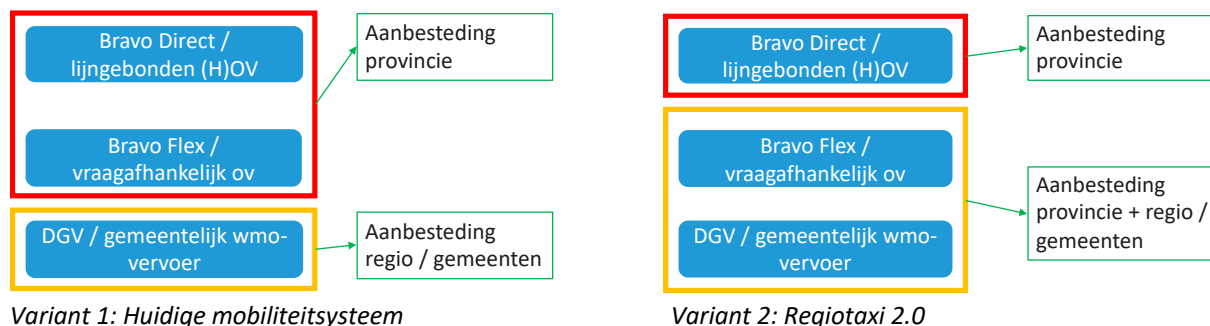 Bravo Direct /
lijngebonden (H)OV
Bravo Flex /
vraagafhankelijk ov
DGV / gemeentelijk wmo-
vervoer
Aanbesteding
provincie
Aanbesteding
regio / gemeenten
Variant 1: Huidige mobiliteitsysteem
Bravo Direct /
lijngebonden (H)OV
Bravo Flex /
vraagafhankelijk ov
DGV / gemeentelijk wmo-
vervoer
Aanbesteding
provincie
Aanbesteding
provincie + regio /
gemeenten
Variant 2: Regiotaxi 2.0